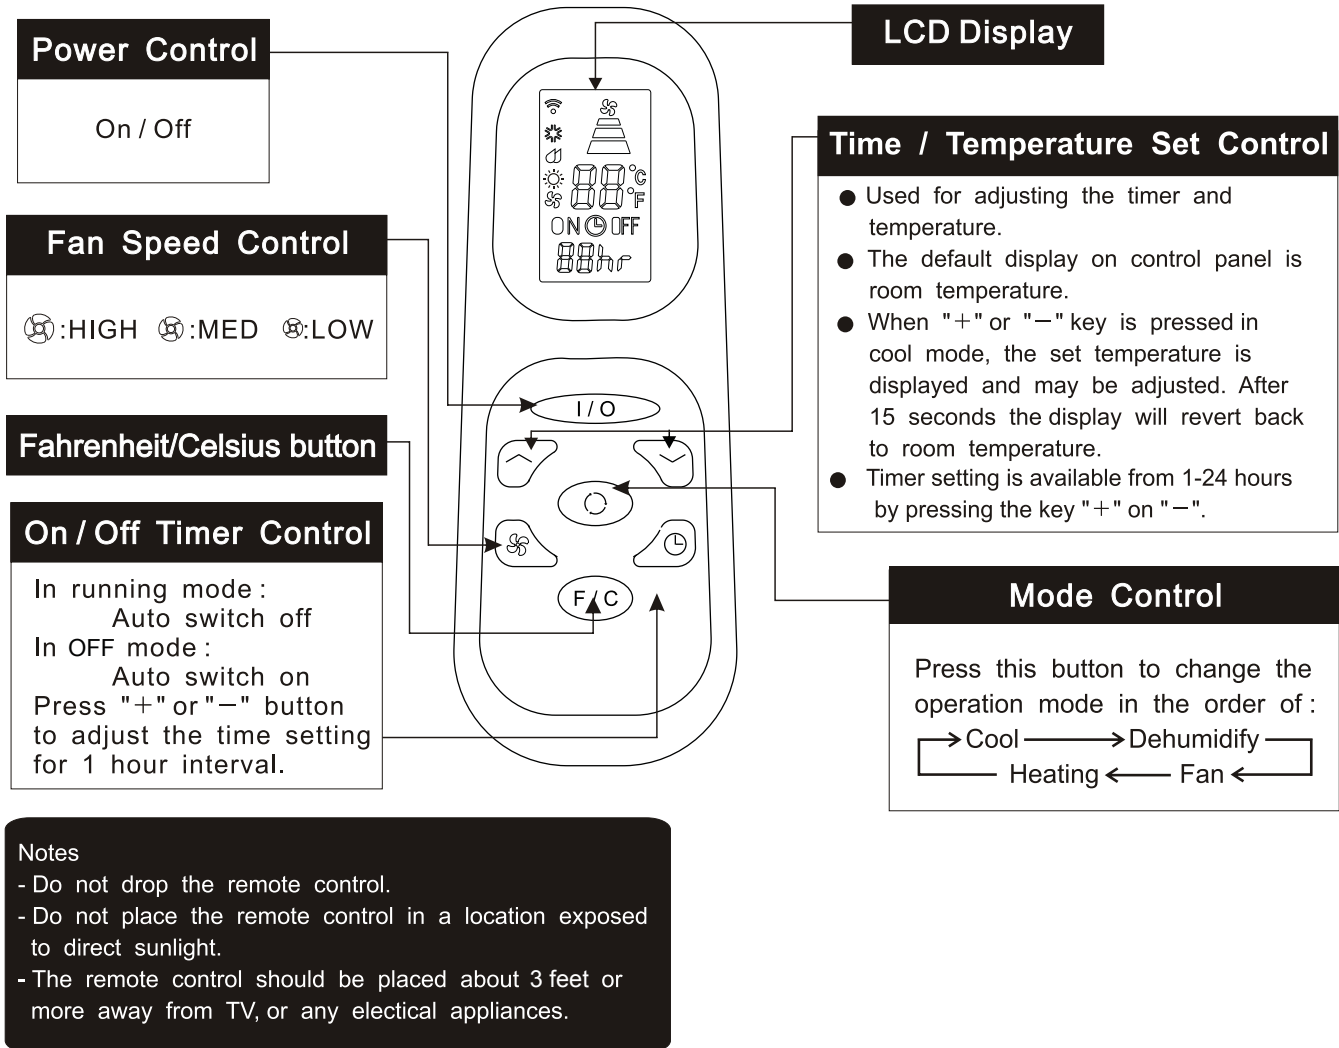 Power Control
On / Off
Fan Speed Control
:HIGH :MED :LOW
Fahrenheit/Celsius button
On / Off Timer Control
In running mode :
Auto switch off
In OFF mode :
Auto switch on
Press "+" or "−" button
to adjust the time setting
for 1 hour interval.
LCD Display
°C
88 °F
ON OFF
88hr
I / O
F / C
Time / Temperature Set Control
● Used for adjusting the timer and
temperature.
● The default display on control panel is
room temperature.
● When "+" or "−" key is pressed in
cool mode, the set temperature is
displayed and may be adjusted. After
15 seconds the display will revert back
to room temperature.
● Timer setting is available from 1-24 hours
by pressing the key "+" on "−".
Mode Control
Press this button to change the
operation mode in the order of :
Cool Dehumidify
Heating Fan
Notes
- Do not drop the remote control.
- Do not place the remote control in a location exposed
to direct sunlight.
- The remote control should be placed about 3 feet or
more away from TV, or any electical appliances.